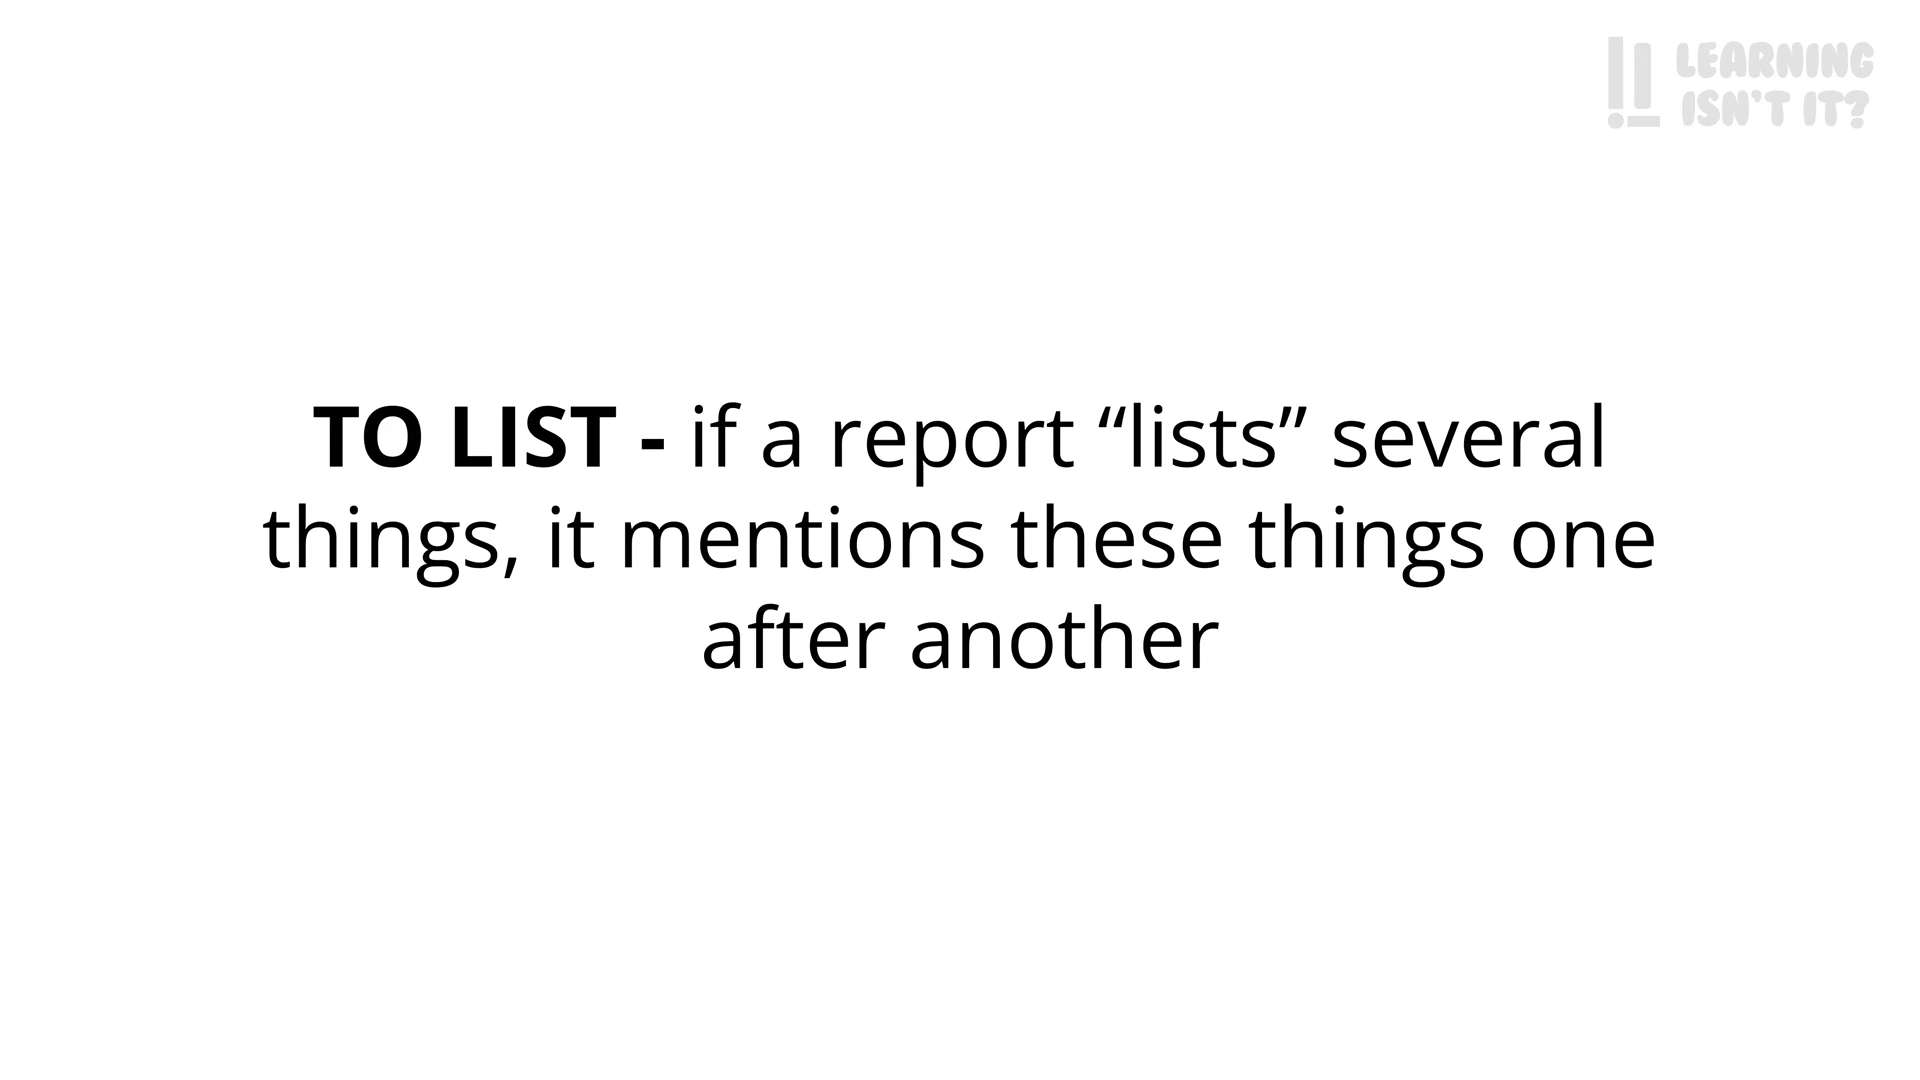 LEARNING
ISN'T IT?
TO LIST - if a report “lists” several
things, it mentions these things one
after another